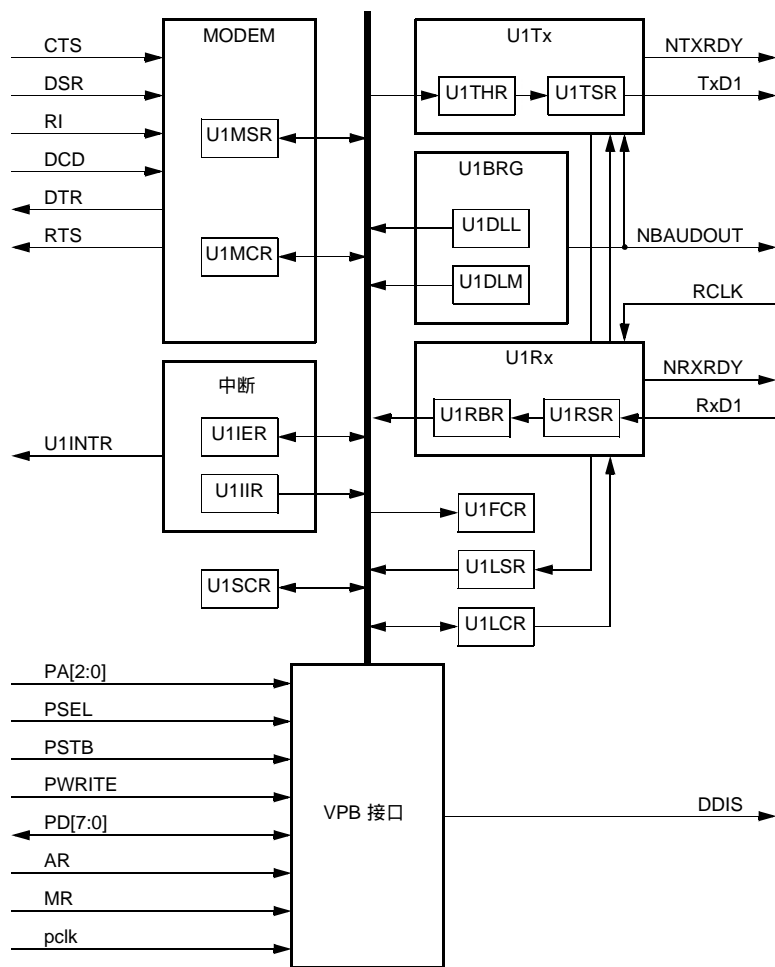 CTS
DSR
RI
DCD
DTR
RTS
MODEM
U1MSR
U1MCR
U1Tx
U1THR
U1TSR
NTXRDY
TxD1
U1BRG
U1DLL
U1DLM
NBAUDOUT
RCLK
U1Rx
U1RBR
U1RSR
NRXRDY
RxD1
中断
U1IER
U1IIR
U1INTR
U1SCR
U1FCR
U1LSR
U1LCR
PA[2:0]
PSEL
PSTB
PWRITE
PD[7:0]
AR
MR
pclk
VPB 接口
DDIS